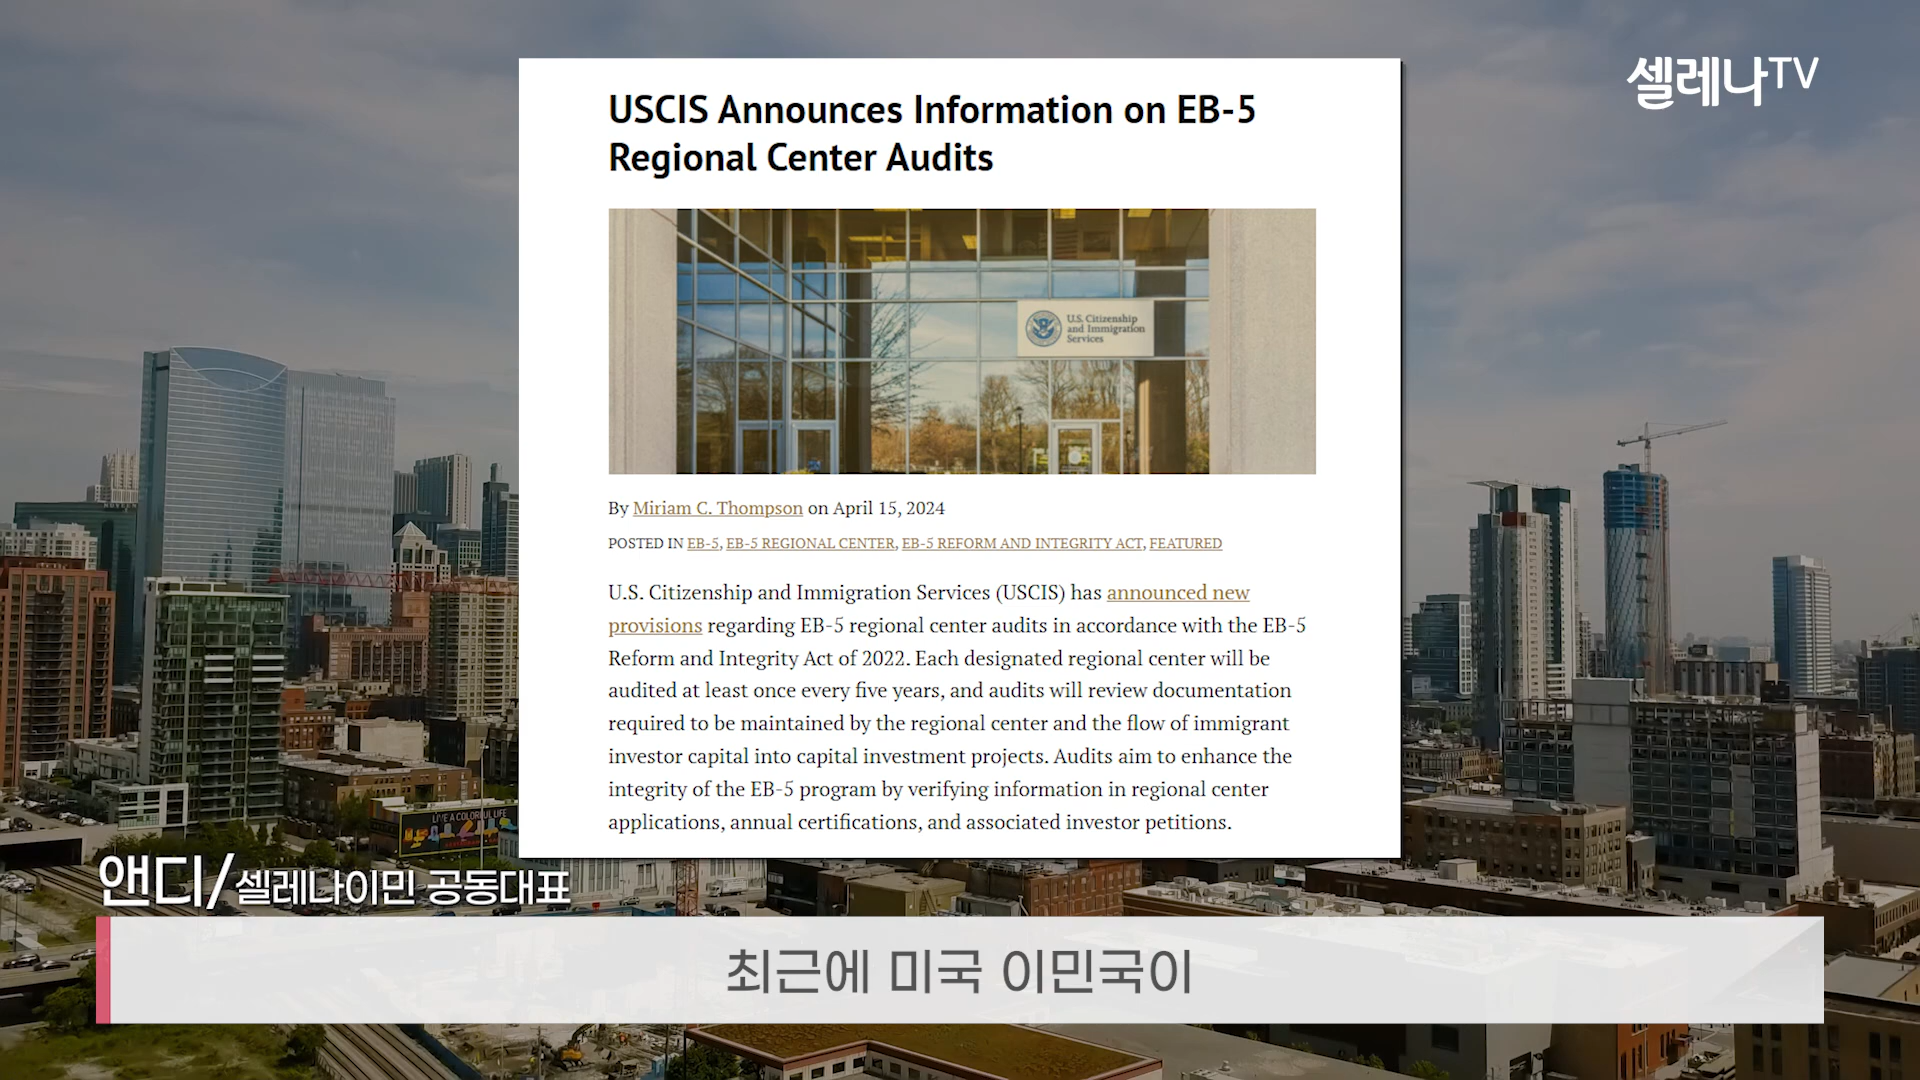 셀레나TV
USCIS Announces Information on EB-5
Regional Center Audits
U.S. Citizenship
and Immigration
Services
By Miriam C. Thompson on April 15, 2024
POSTED IN EB-5, EB-5 REGIONAL CENTER, EB-5 REFORM AND INTEGRITY ACT, FEATURED
U.S. Citizenship and Immigration Services (USCIS) has announced new
provisions regarding EB-5 regional center audits in accordance with the EB-5
Reform and Integrity Act of 2022. Each designated regional center will be
audited at least once every five years, and audits will review documentation
required to be maintained by the regional center and the flow of immigrant
investor capital into capital investment projects. Audits aim to enhance the
integrity of the EB-5 program by verifying information in regional center
applications, annual certifications, and associated investor petitions.
LIVE A COLORFUL LIFE
앤디/셀레나이민 공동대표
최근에 미국 이민국이